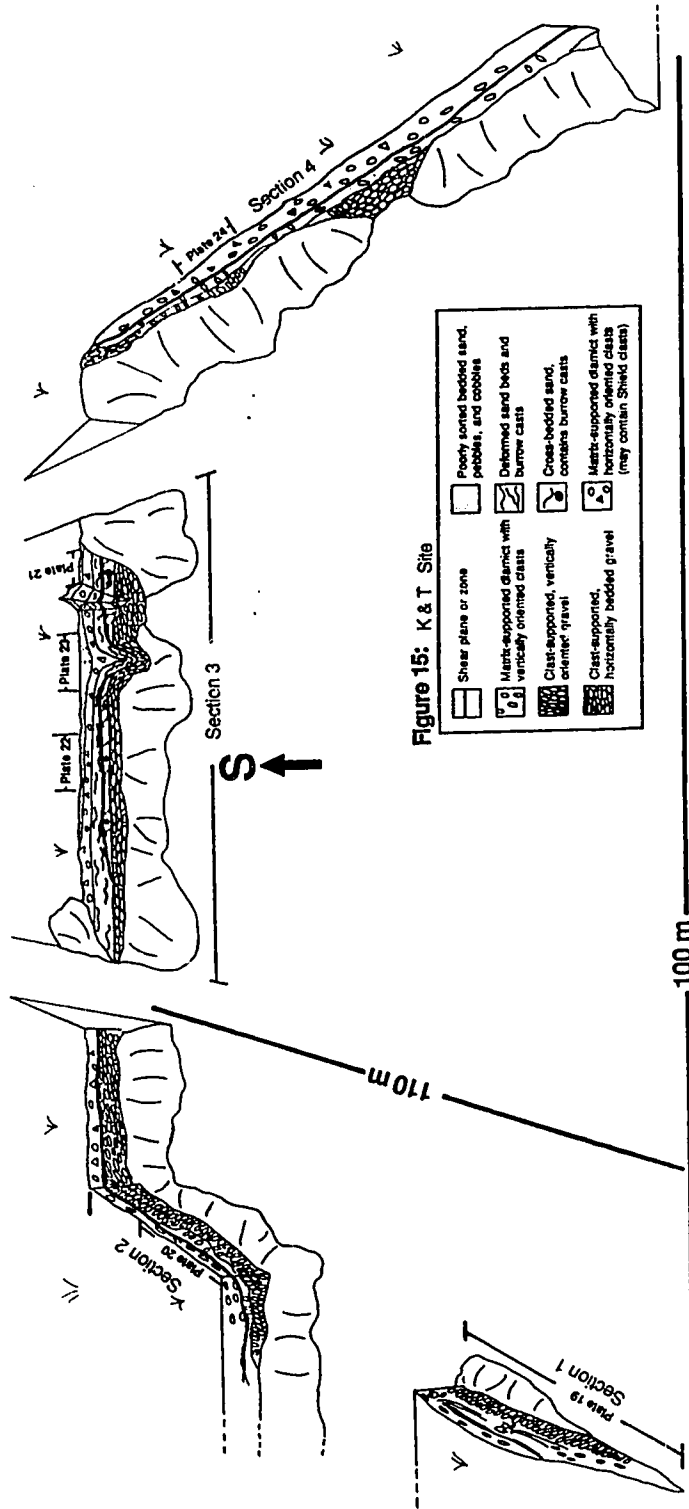 Section 1
Plate 19
Section 2
Plate 20
Section 3
Plate 22
Plate 23
Plate 21
Section 4
Plate 24
S
110 m
100 m
Figure 15: K & T Site
Shear plane or zone
Matrix-supported diamict with
vertically oriented clasts
Clast-supported, vertically
oriented gravel
Clast-supported,
horizontally bedded gravel
Poorly sorted bedded sand,
pebbles, and cobbles
Deformed sand beds and
burrow casts
Cross-bedded sand,
contains burrow casts
Matrix-supported diamict with
horizontally oriented clasts
(may contain Shield clasts)